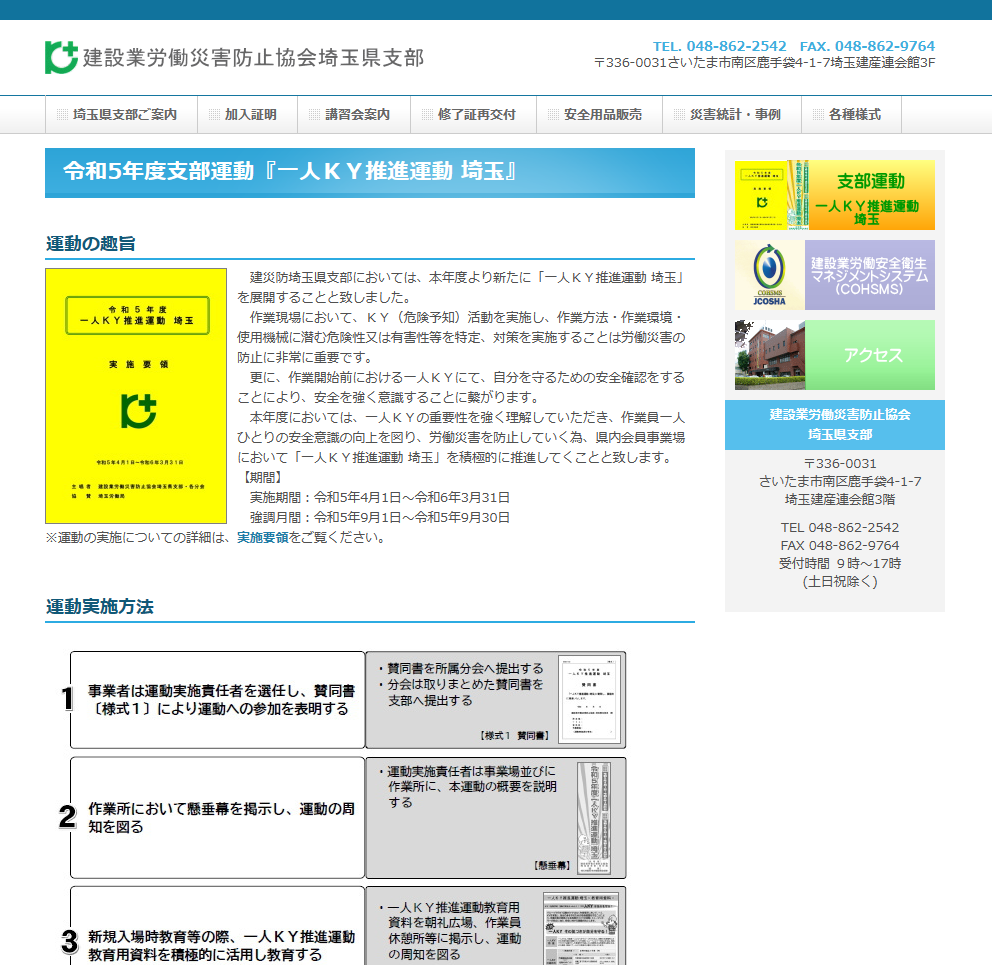 建設業労働災害防止協会埼玉県支部
TEL. 048-862-2542 FAX. 048-862-9764
〒336-0031さいたま市南区鹿手袋4-1-7埼玉建産連会館3F
埼玉県支部ご案内
加入証明
講習会案内
修了証再交付
安全用品販売
災害統計・事例
各種様式
令和5年度支部運動『一人ＫＹ推進運動 埼玉』
運動の趣旨
令和５年度
一人ＫＹ推進運動 埼玉
実施要領
令和5年4月1日～令和6年3月31日
主唱者 建設業労働災害防止協会埼玉県支部・各分会
協賛 埼玉労働局
建災防埼玉県支部においては、本年度より新たに「一人ＫＹ推進運動 埼玉」
を展開することと致しました。
作業現場において、ＫＹ（危険予知）活動を実施し、作業方法・作業環境・
使用機械に潜む危険性又は有害性等を特定、対策を実施することは労働災害の
防止に非常に重要です。
更に、作業開始前における一人ＫＹにて、自分を守るための安全確認をする
ことにより、安全を強く意識することに繋がります。
本年度においては、一人ＫＹの重要性を強く理解していただき、作業員一人
ひとりの安全意識の向上を図り、労働災害を防止していく為、県内会員事業場
において「一人ＫＹ推進運動 埼玉」を積極的に推進してくことと致します。
【期間】
実施期間：令和5年4月1日～令和6年3月31日
強調月間：令和5年9月1日～令和5年9月30日
※運動の実施についての詳細は、実施要領をご覧ください。
運動実施方法
1
事業者は運動実施責任者を選任し、賛同書
〔様式１〕により運動への参加を表明する
・賛同書を所属分会へ提出する
・分会は取りまとめた賛同書を
支部へ提出する
【様式１ 賛同書】
2
作業所において懸垂幕を掲示し、運動の周
知を図る
・運動実施責任者は事業場並びに
作業所に、本運動の概要を説明
する
【懸垂幕】
令和5年度一人ＫＹ推進運動 埼玉
3
新規入場時教育等の際、一人ＫＹ推進運動
教育用資料を積極的に活用し教育する
・一人ＫＹ推進運動教育用
資料を朝礼広場、作業員
休憩所等に掲示し、運動
の周知を図る
支部運動
一人ＫＹ推進運動
埼玉
COHSMS
JCOSHA
建設業労働安全衛生
マネジメントシステム
（COHSMS）
アクセス
建設業労働災害防止協会
埼玉県支部
〒336-0031
さいたま市南区鹿手袋4-1-7
埼玉建産連会館3階
TEL 048-862-2542
FAX 048-862-9764
受付時間 ９時～17時
(土日祝除く)